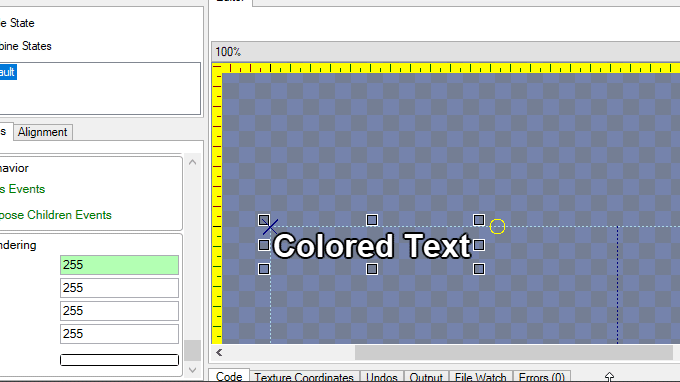 e State
bine States
ault
s Alignment
havior
s Events
pose Children Events
ndering
255
255
255
255
100%
Colored Text
Code Texture Coordinates Undos Output File Watch Errors (0)